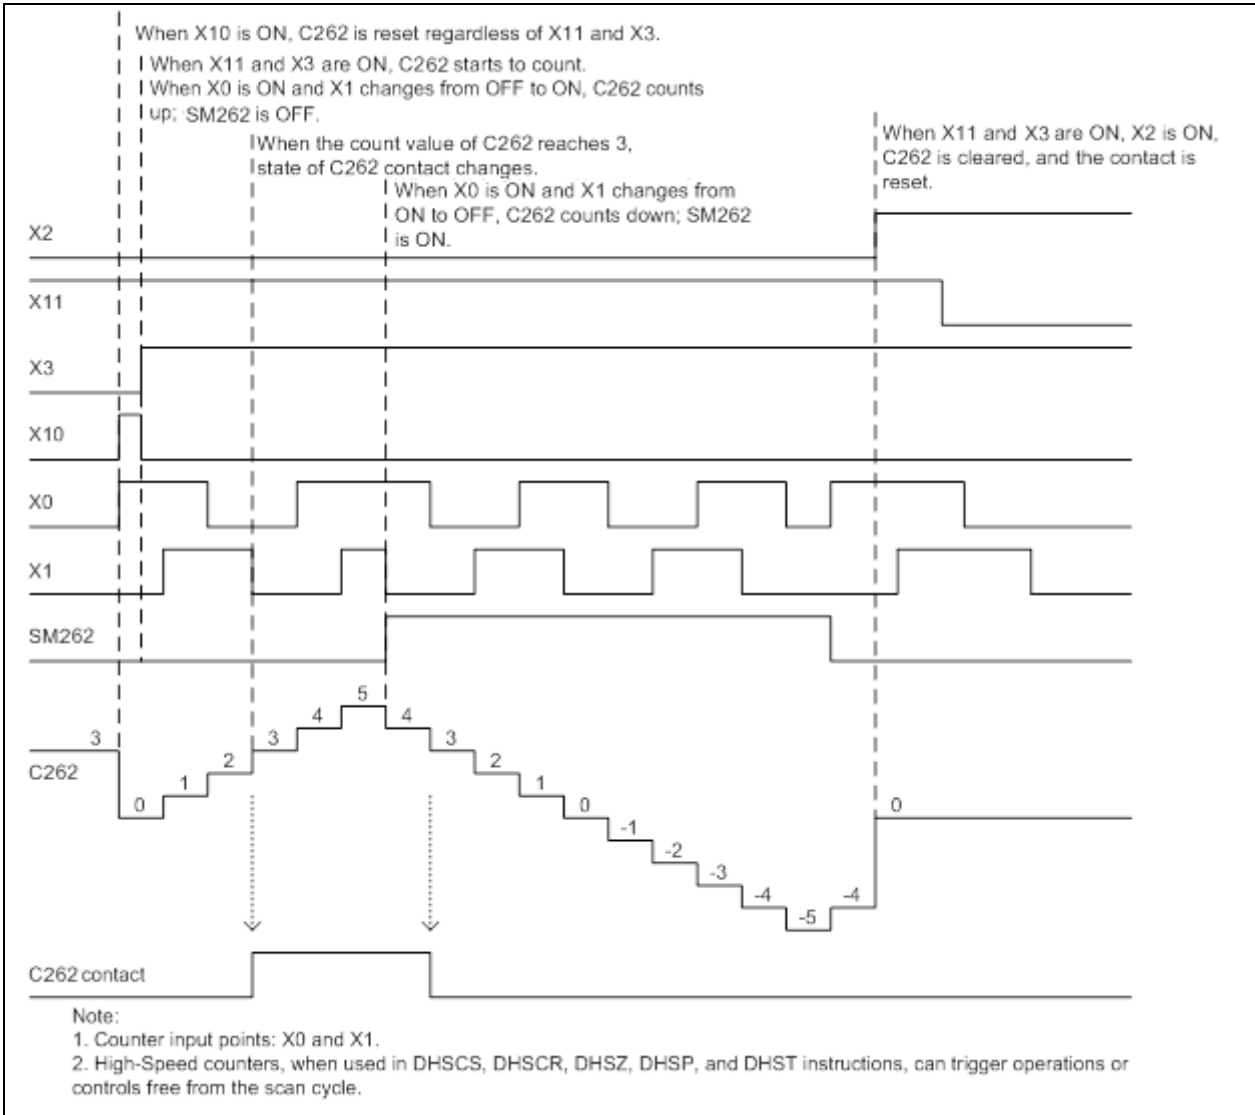 When X10 is ON, C262 is reset regardless of X11 and X3.
When X11 and X3 are ON, C262 starts to count.
When X0 is ON and X1 changes from OFF to ON, C262 counts
up; SM262 is OFF.
When the count value of C262 reaches 3,
state of C262 contact changes.
When X0 is ON and X1 changes from
ON to OFF, C262 counts down; SM262
is ON.
When X11 and X3 are ON, X2 is ON,
C262 is cleared, and the contact is
reset.
X2
X11
X3
X10
X0
X1
SM262
C262
3
0
1
2
3
4
5
4
3
2
1
0
-1
-2
-3
-4
-5
-4
0
C262 contact
Note:
1. Counter input points: X0 and X1.
2. High-Speed counters, when used in DHSCS, DHSCR, DHSZ, DHSP, and DHST instructions, can trigger operations or
controls free from the scan cycle.